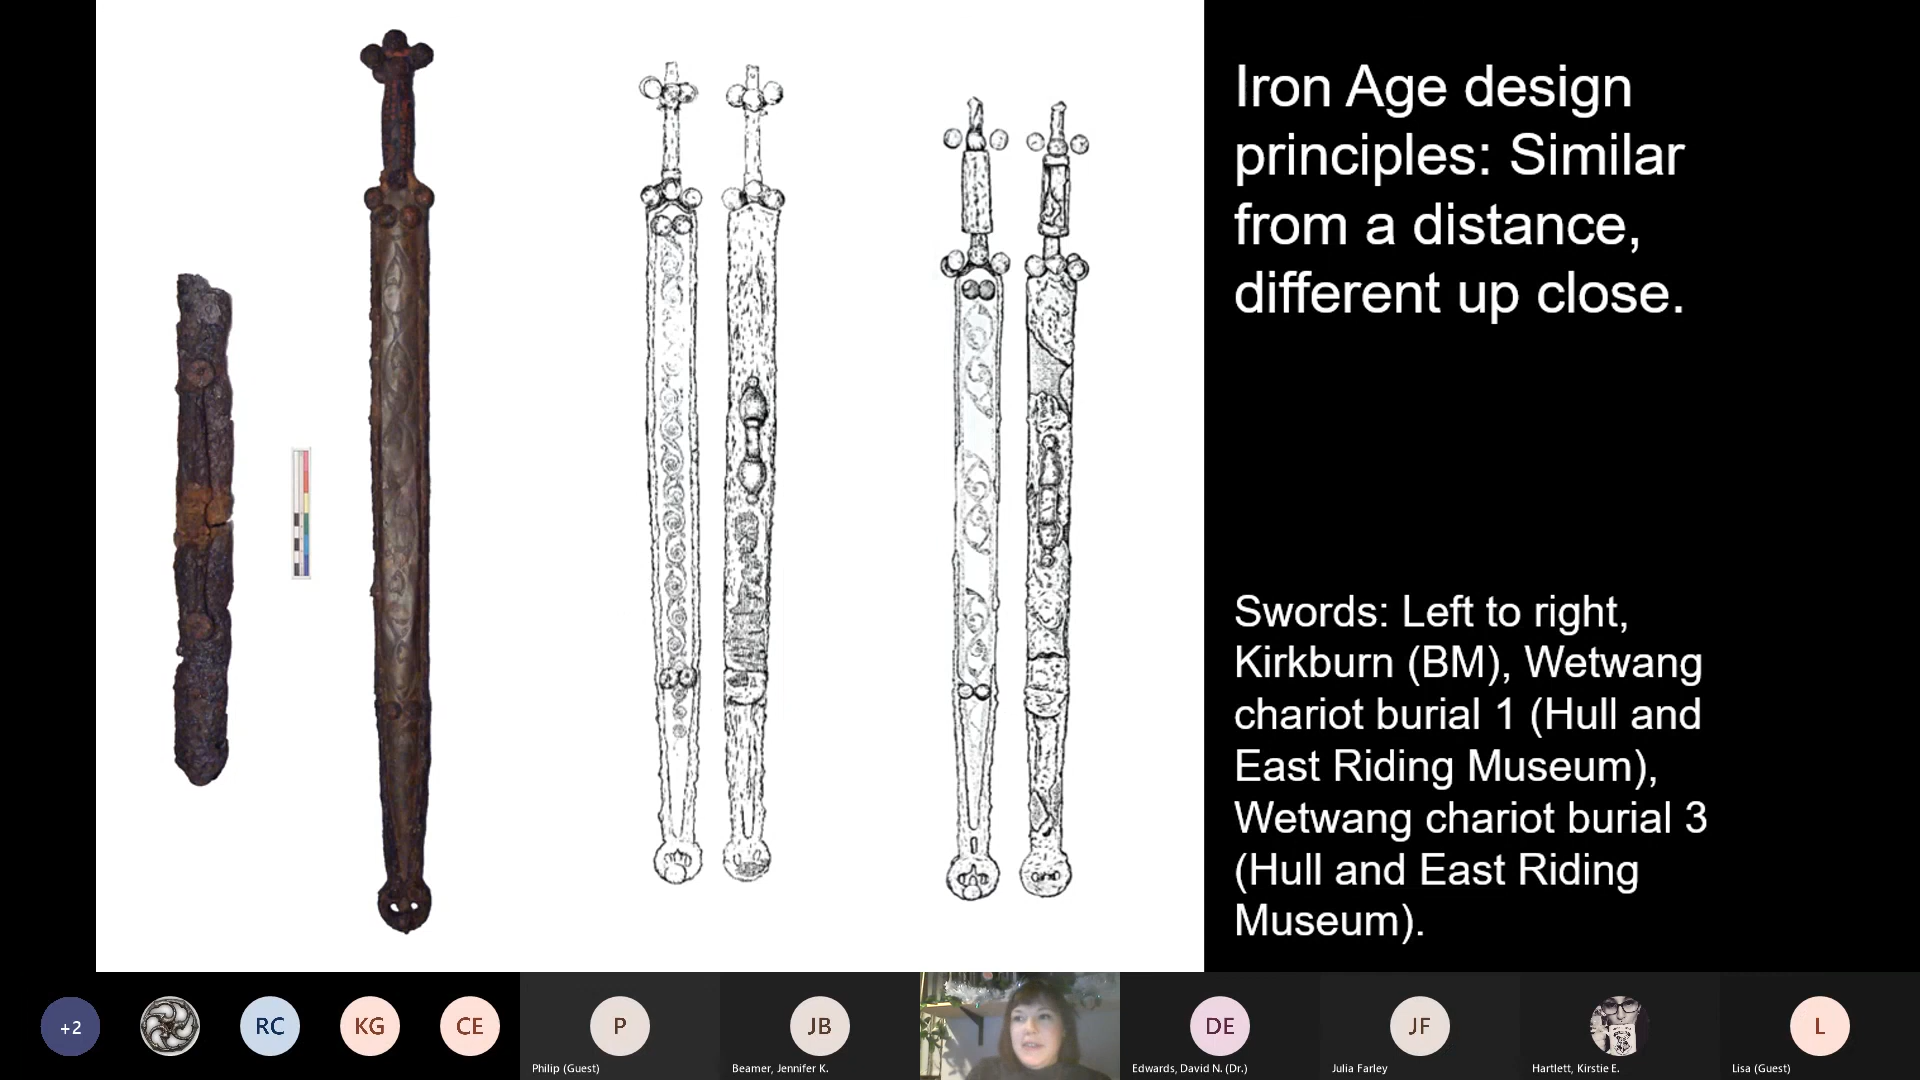 Iron Age design
principles: Similar
from a distance,
different up close.
Swords: Left to right,
Kirkburn (BM), Wetwang
chariot burial 1 (Hull and
East Riding Museum),
Wetwang chariot burial 3
(Hull and East Riding
Museum).
+2
RC
KG
CE
P
JB
DE
JF
L
Philip (Guest)
Beamer, Jennifer K.
Edwards, David N. (Dr.)
Julia Farley
Hartlett, Kirstie E.
Lisa (Guest)